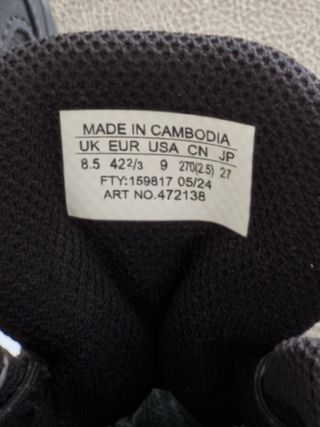 MADE IN CAMBODIA
UK EUR USA CN JP
8.5 42 2/3 9 270(2.5) 27
FTY:159817 05/24
ART NO.472138